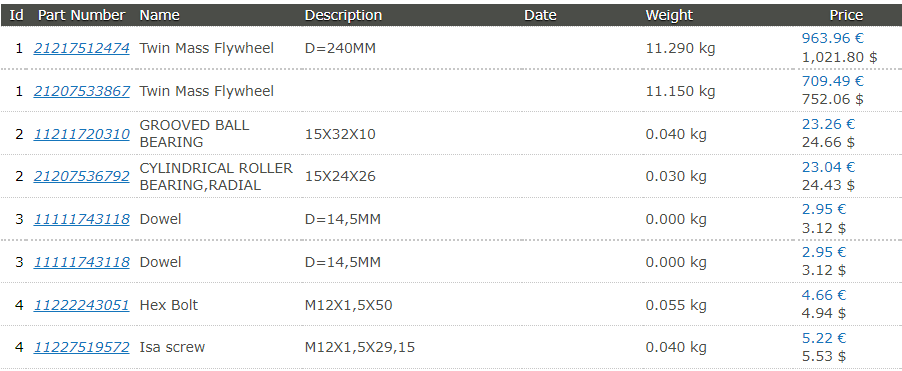 Id Part Number Name Description Date Weight Price
1 21217512474 Twin Mass Flywheel D=240MM 11.290 kg 963.96 €
1,021.80 $
1 21207533867 Twin Mass Flywheel 11.150 kg 709.49 €
752.06 $
2 11211720310 GROOVED BALL
BEARING 15X32X10 0.040 kg 23.26 €
24.66 $
2 21207536792 CYLINDRICAL ROLLER
BEARING,RADIAL 15X24X26 0.030 kg 23.04 €
24.43 $
3 11111743118 Dowel D=14,5MM 0.000 kg 2.95 €
3.12 $
3 11111743118 Dowel D=14,5MM 0.000 kg 2.95 €
3.12 $
4 11222243051 Hex Bolt M12X1,5X50 0.055 kg 4.66 €
4.94 $
4 11227519572 Isa screw M12X1,5X29,15 0.040 kg 5.22 €
5.53 $